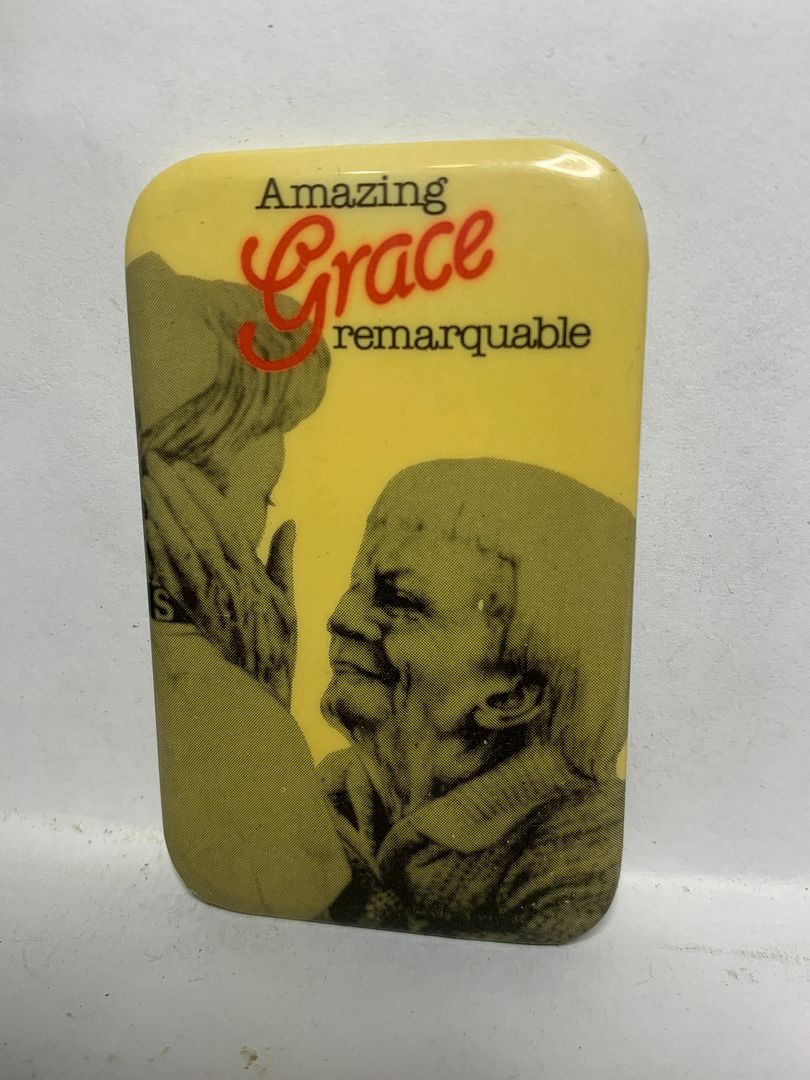 Amazing
Grace
remarquable
S